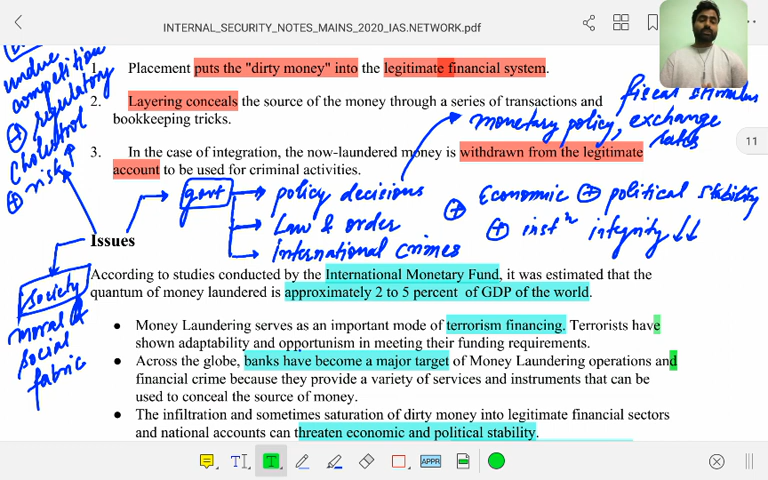 INTERNAL_SECURITY_NOTES_MAINS_2020_IAS.NETWORK.pdf
1. Placement puts the "dirty money" into the legitimate financial system.
undue
competition
+ regulatory
+ risk ↑
2. Layering conceals the source of the money through a series of transactions and
bookkeeping tricks.
fiscal stimulus
monetary policy, exchange
rates
11
3. In the case of integration, the now-laundered money is withdrawn from the legitimate
account to be used for criminal activities.
govt
policy decisions
Law & order
International crimes
+ Economic + political stability
+ instn integrity ↓↓
Issues
society
moral &
social
fabric
According to studies conducted by the International Monetary Fund, it was estimated that the
quantum of money laundered is approximately 2 to 5 percent of GDP of the world.
● Money Laundering serves as an important mode of terrorism financing. Terrorists have
shown adaptability and opportunism in meeting their funding requirements.
● Across the globe, banks have become a major target of Money Laundering operations and
financial crime because they provide a variety of services and instruments that can be
used to conceal the source of money.
● The infiltration and sometimes saturation of dirty money into legitimate financial sectors
and national accounts can threaten economic and political stability.
APPR